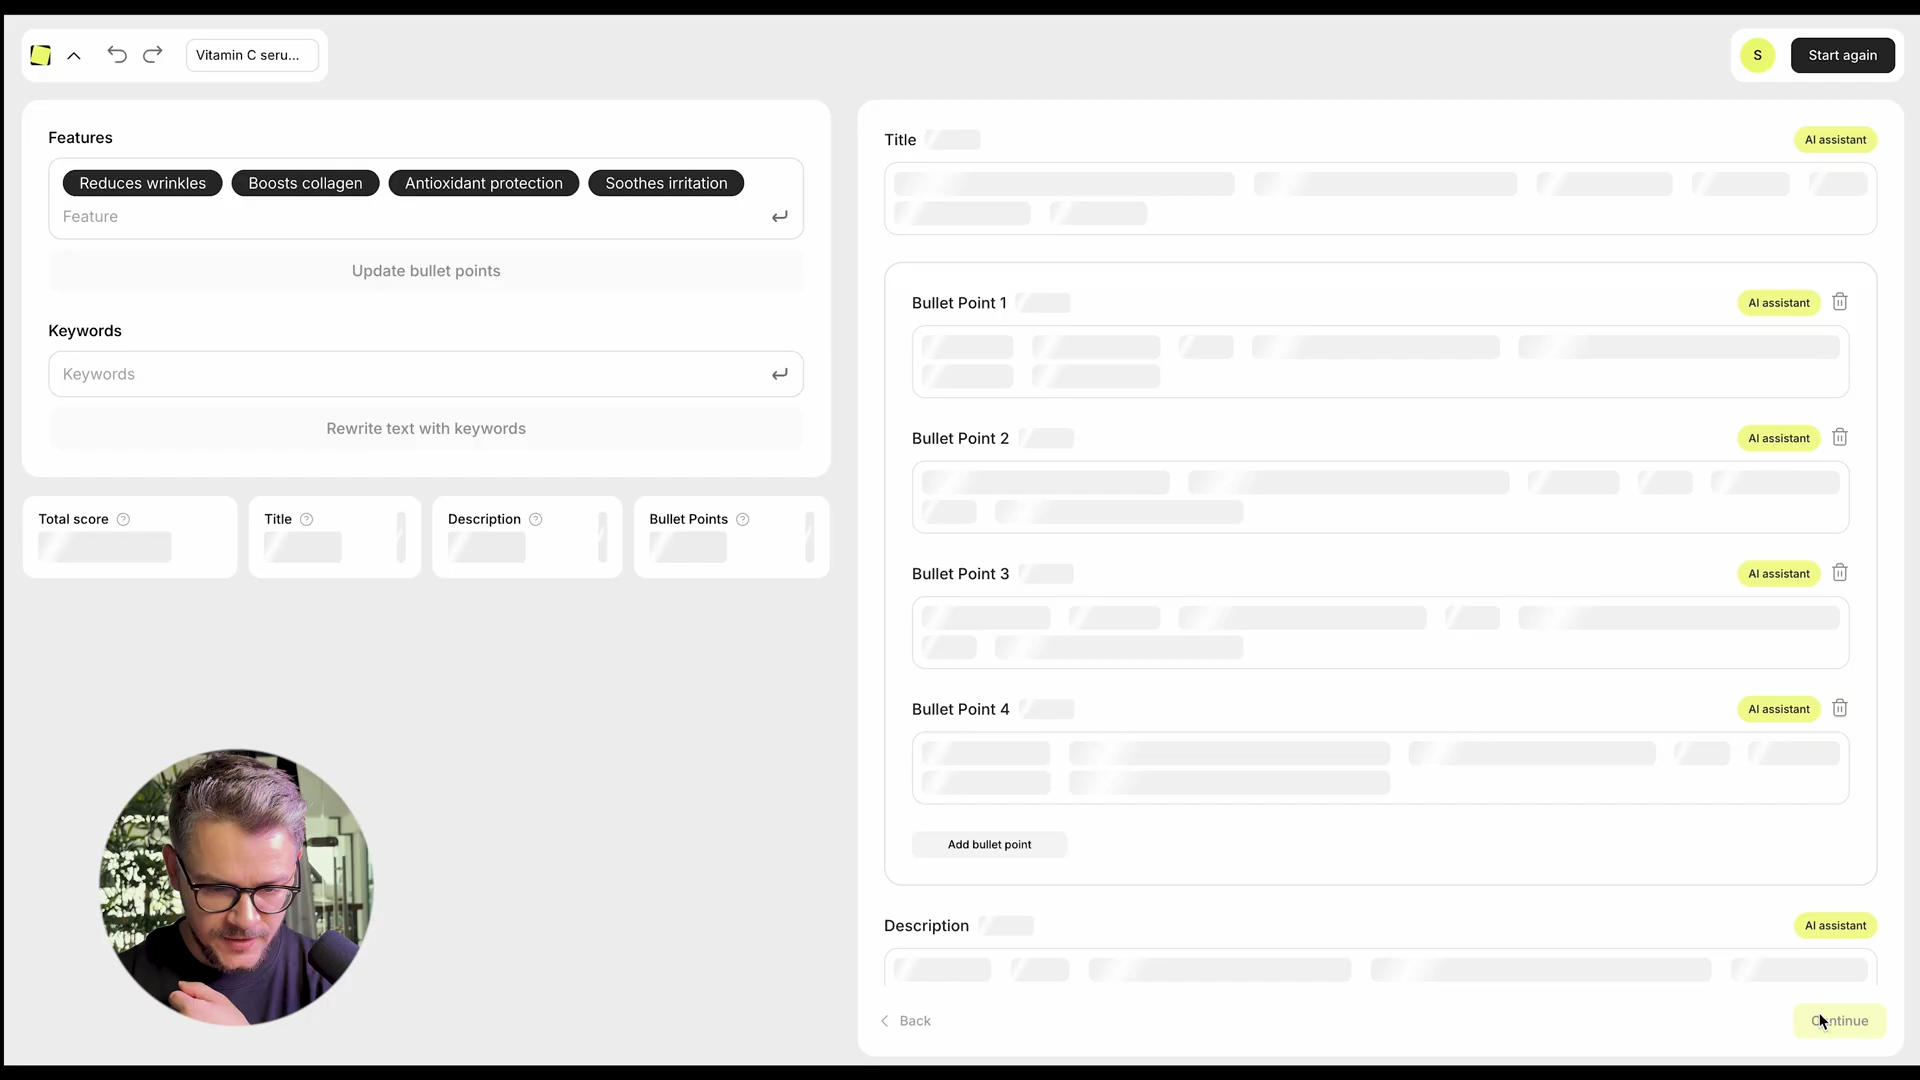 Vitamin C seru...
S
Start again
Features
Reduces wrinkles Boosts collagen Antioxidant protection Soothes irritation
Feature
Update bullet points
Keywords
Keywords
Rewrite text with keywords
Total score
Title
Description
Bullet Points
Title
AI assistant
Bullet Point 1
AI assistant
Bullet Point 2
AI assistant
Bullet Point 3
AI assistant
Bullet Point 4
AI assistant
Add bullet point
Description
AI assistant
Back
Continue